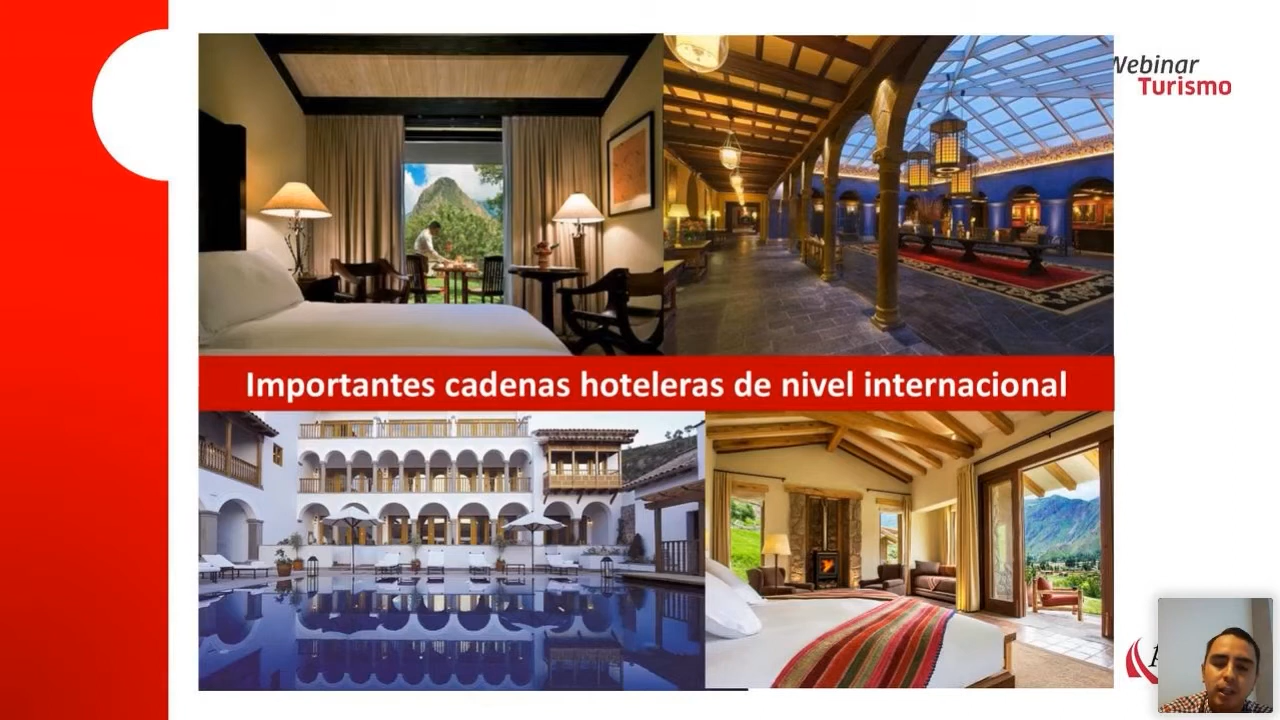 Webinar
Turismo
Importantes cadenas hoteleras de nivel internacional